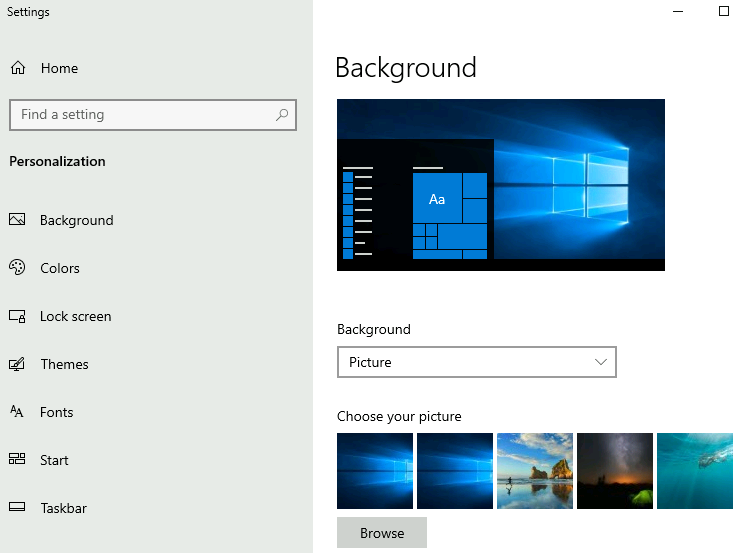 Settings
Home
Find a setting
Personalization
Background
Colors
Lock screen
Themes
Fonts
Start
Taskbar
Background
Aa
Background
Picture
Choose your picture
Browse